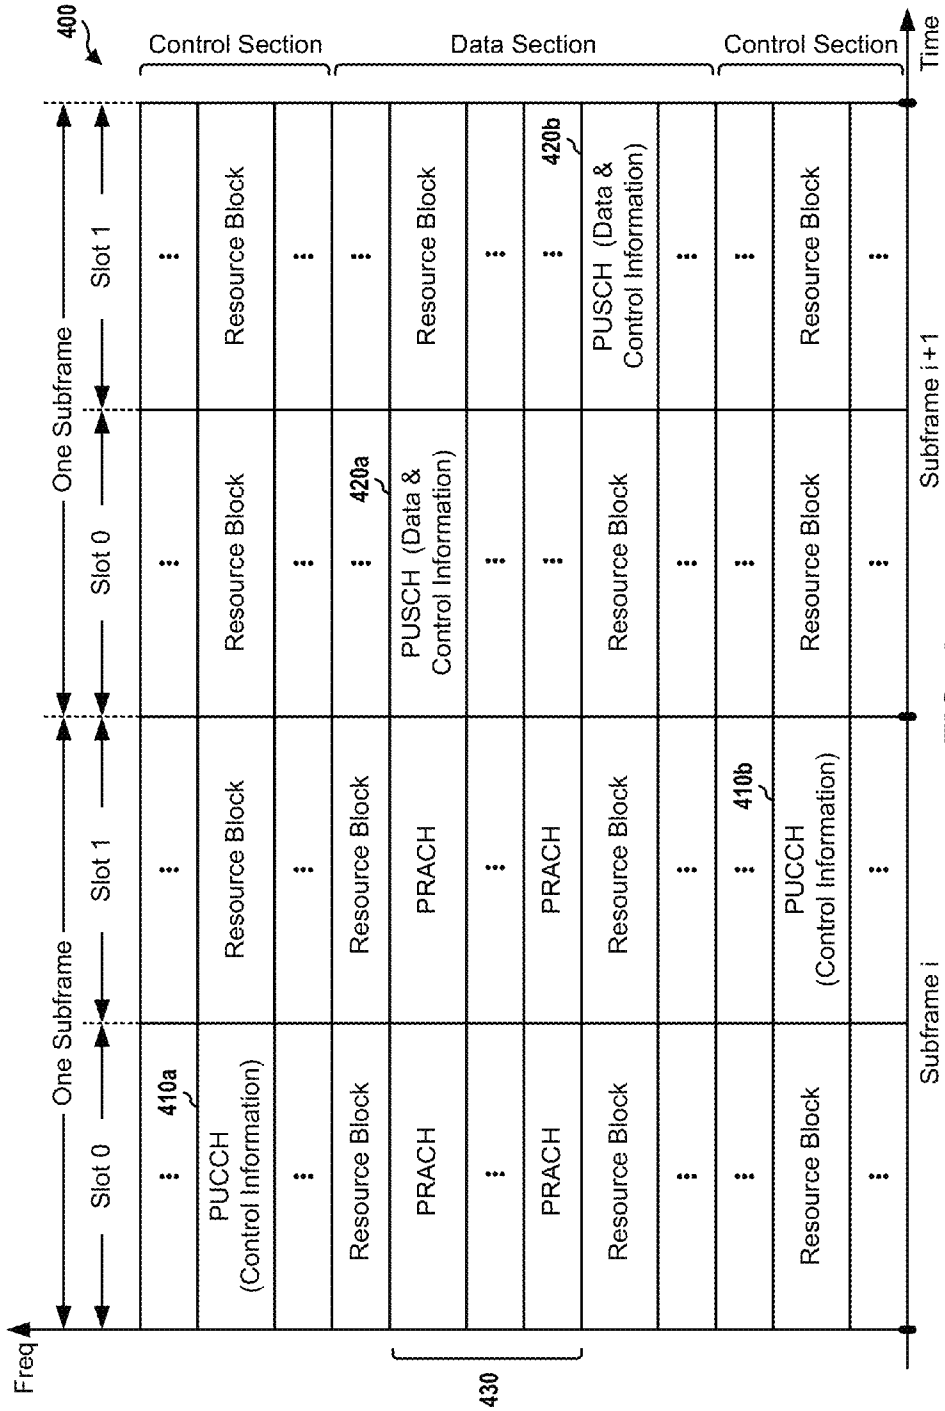 Freq
400
One Subframe
One Subframe
Slot 0
Slot 1
Slot 0
Slot 1
... ... ... ...
410a
PUCCH
(Control Information)
Resource Block
Resource Block
Resource Block
Control Section
... ... ... ...
Resource Block
Resource Block
... ...
420a
PRACH
PRACH
PUSCH (Data &
Control Information)
Resource Block
430
... ... ... ...
Data Section
PRACH
PRACH
... ...
420b
Resource Block
Resource Block
Resource Block
PUSCH (Data &
Control Information)
... ... ... ...
... ... ... ...
410b
Resource Block
PUCCH
(Control Information)
Resource Block
Resource Block
Control Section
... ... ... ...
Subframe i
Subframe i + 1
Time